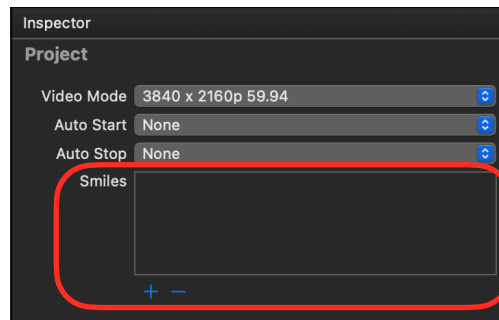 Inspector
Project
Video Mode 3840 x 2160p 59.94
Auto Start None
Auto Stop None
Smiles
+ −